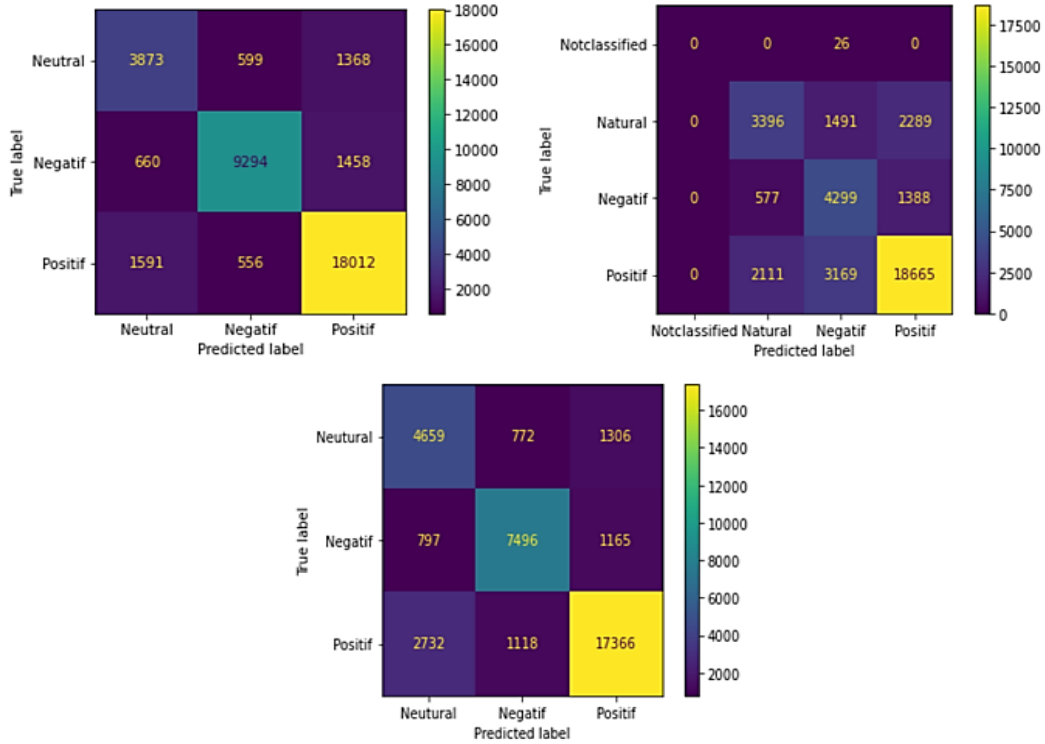 Neutral 3873 599 1368
Negatif 660 9294 1458
Positif 1591 556 18012
Neutral Negatif Positif
Predicted label
True label
18000
16000
14000
12000
10000
8000
6000
4000
2000
Notclassified 0 0 26 0
Natural 0 3396 1491 2289
Negatif 0 577 4299 1388
Positif 0 2111 3169 18665
Notclassified Natural Negatif Positif
Predicted label
True label
17500
15000
12500
10000
7500
5000
2500
0
Neutural 4659 772 1306
Negatif 797 7496 1165
Positif 2732 1118 17366
Neutural Negatif Positif
Predicted label
True label
16000
14000
12000
10000
8000
6000
4000
2000